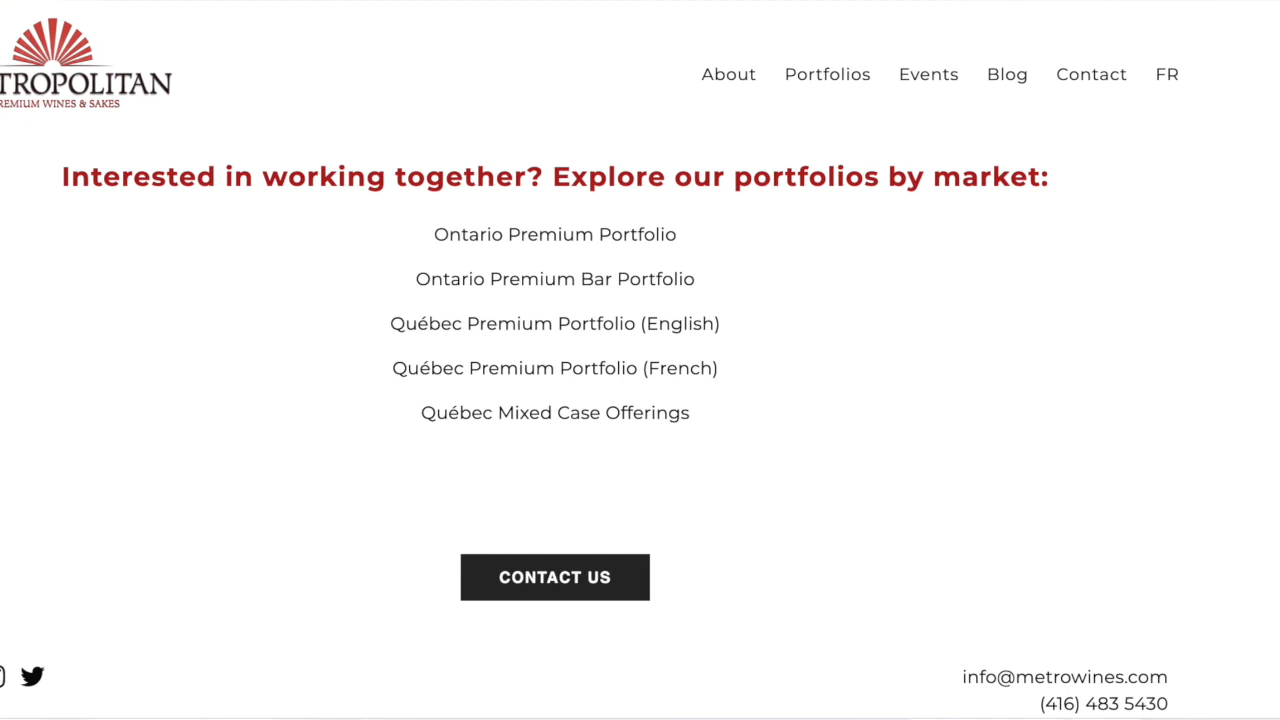 TROPOLITAN
REMIUM WINES & SAKES
About Portfolios Events Blog Contact FR
Interested in working together? Explore our portfolios by market:
Ontario Premium Portfolio
Ontario Premium Bar Portfolio
Québec Premium Portfolio (English)
Québec Premium Portfolio (French)
Québec Mixed Case Offerings
CONTACT US
info@metrowines.com
(416) 483 5430